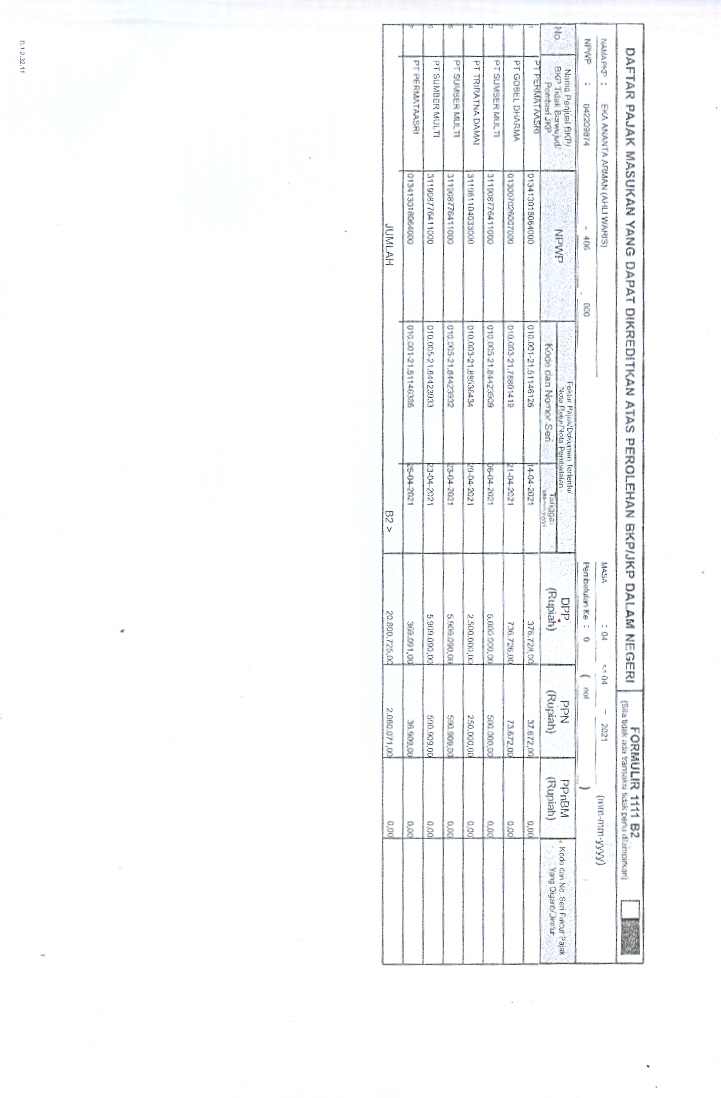 DAFTAR PAJAK MASUKAN YANG DAPAT DIKREDITKAN ATAS PEROLEHAN BKP/JKP DALAM NEGERI
FORMULIR 1111 B2
(Bila tidak ada transaksi tidak perlu dilampirkan)
NAMA PKP : EKA ANANTA ARMAN (AHLI WARIS)
MASA : 04 s.d 04 - 2021 (mm-mm-yyyy)
NPWP : 042209874 - 406 . 000
Pembetulan Ke : 0 ( nol )
No. Nama Penjual BKP/ BKP Tidak Berwujud/ Pemberi JKP NPWP Faktur Pajak/Dokumen Tertentu/ Nota Retur/Nota Pembatalan Kode dan Nomor Seri Tanggal DPP (Rupiah) PPN (Rupiah) PPnBM (Rupiah) Kode dan No. Seri Faktur Pajak Yang Diganti/Diretur
1 PT PERMATAASRI 013413018064000 010.001-21.51146126 14-04-2021 376.728,00 37.672,00 0,00
2 PT GOBEL DHARMA 013007026007000 010.003-21.78801419 21-04-2021 736.726,00 73.672,00 0,00
3 PT SUMBER MULTI 311908776411000 010.005-21.84423909 06-04-2021 5.000.000,00 500.000,00 0,00
4 PT TRIRATNA DAMAI 311981104033000 010.003-21.89536434 29-04-2021 2.500.000,00 250.000,00 0,00
5 PT SUMBER MULTI 311908776411000 010.005-21.84423932 23-04-2021 5.909.090,00 590.909,00 0,00
6 PT SUMBER MULTI 311908776411000 010.005-21.84423933 23-04-2021 5.909.090,00 590.909,00 0,00
7 PT PERMATAASRI 013413018064000 010.001-21.51146386 26-04-2021 369.091,00 36.909,00 0,00
JUMLAH B2 > 20.800.725,00 2.080.071,00 0,00
D.1.2.32.11